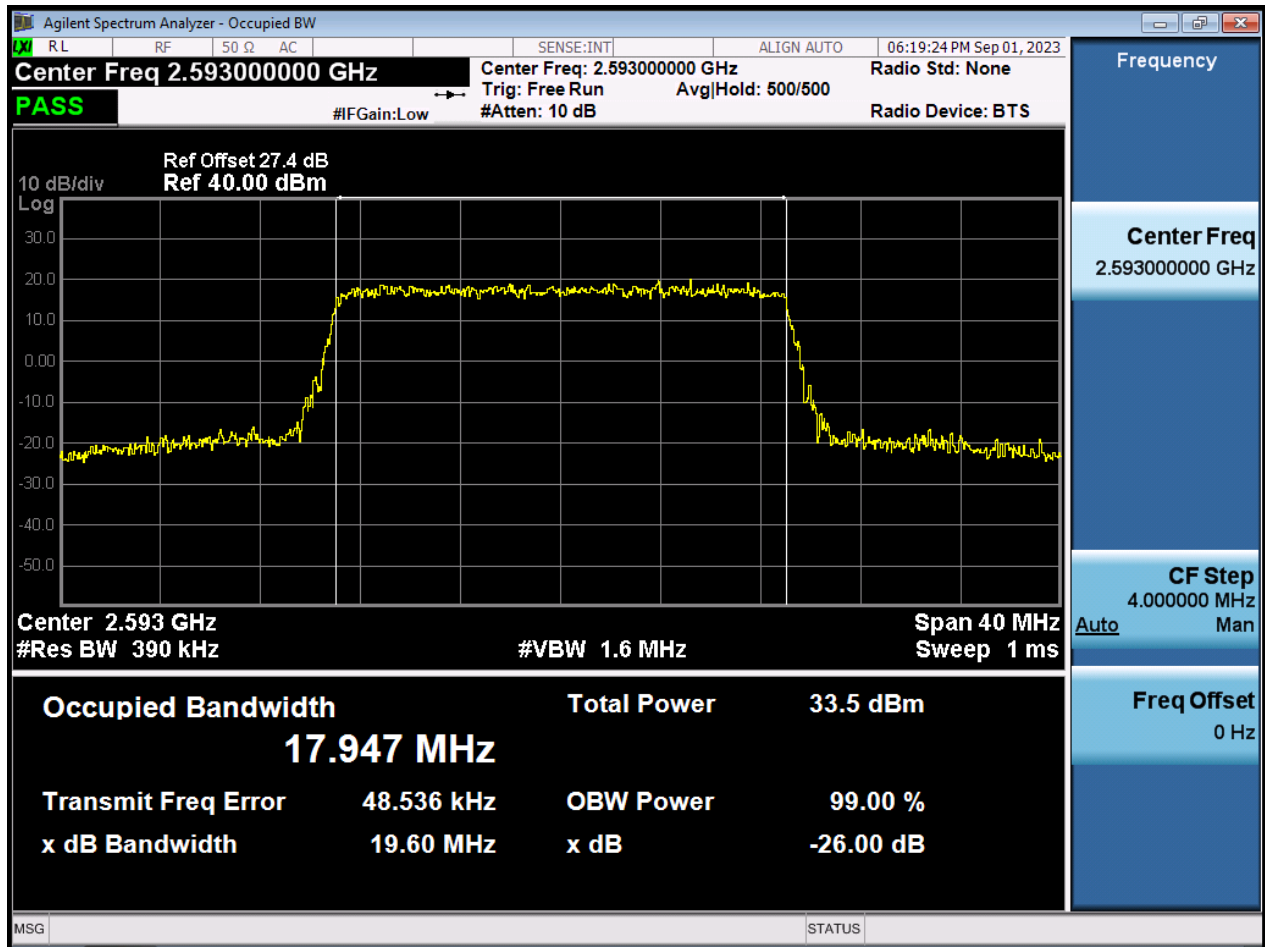 Agilent Spectrum Analyzer - Occupied BW
LXI RL RF 50 Ω AC SENSE:INT ALIGN AUTO 06:19:24 PM Sep 01, 2023
Center Freq 2.593000000 GHz
Center Freq: 2.593000000 GHz Radio Std: None
Trig: Free Run Avg|Hold: 500/500
PASS
#IFGain:Low #Atten: 10 dB Radio Device: BTS
Ref Offset 27.4 dB
10 dB/div Ref 40.00 dBm
Log
30.0
20.0
10.0
0.00
-10.0
-20.0
-30.0
-40.0
-50.0
Center 2.593 GHz Span 40 MHz
#Res BW 390 kHz #VBW 1.6 MHz Sweep 1 ms
Occupied Bandwidth Total Power 33.5 dBm
17.947 MHz
Transmit Freq Error 48.536 kHz OBW Power 99.00 %
x dB Bandwidth 19.60 MHz x dB -26.00 dB
MSG STATUS
Frequency
Center Freq
2.593000000 GHz
CF Step
4.000000 MHz
Auto Man
Freq Offset
0 Hz